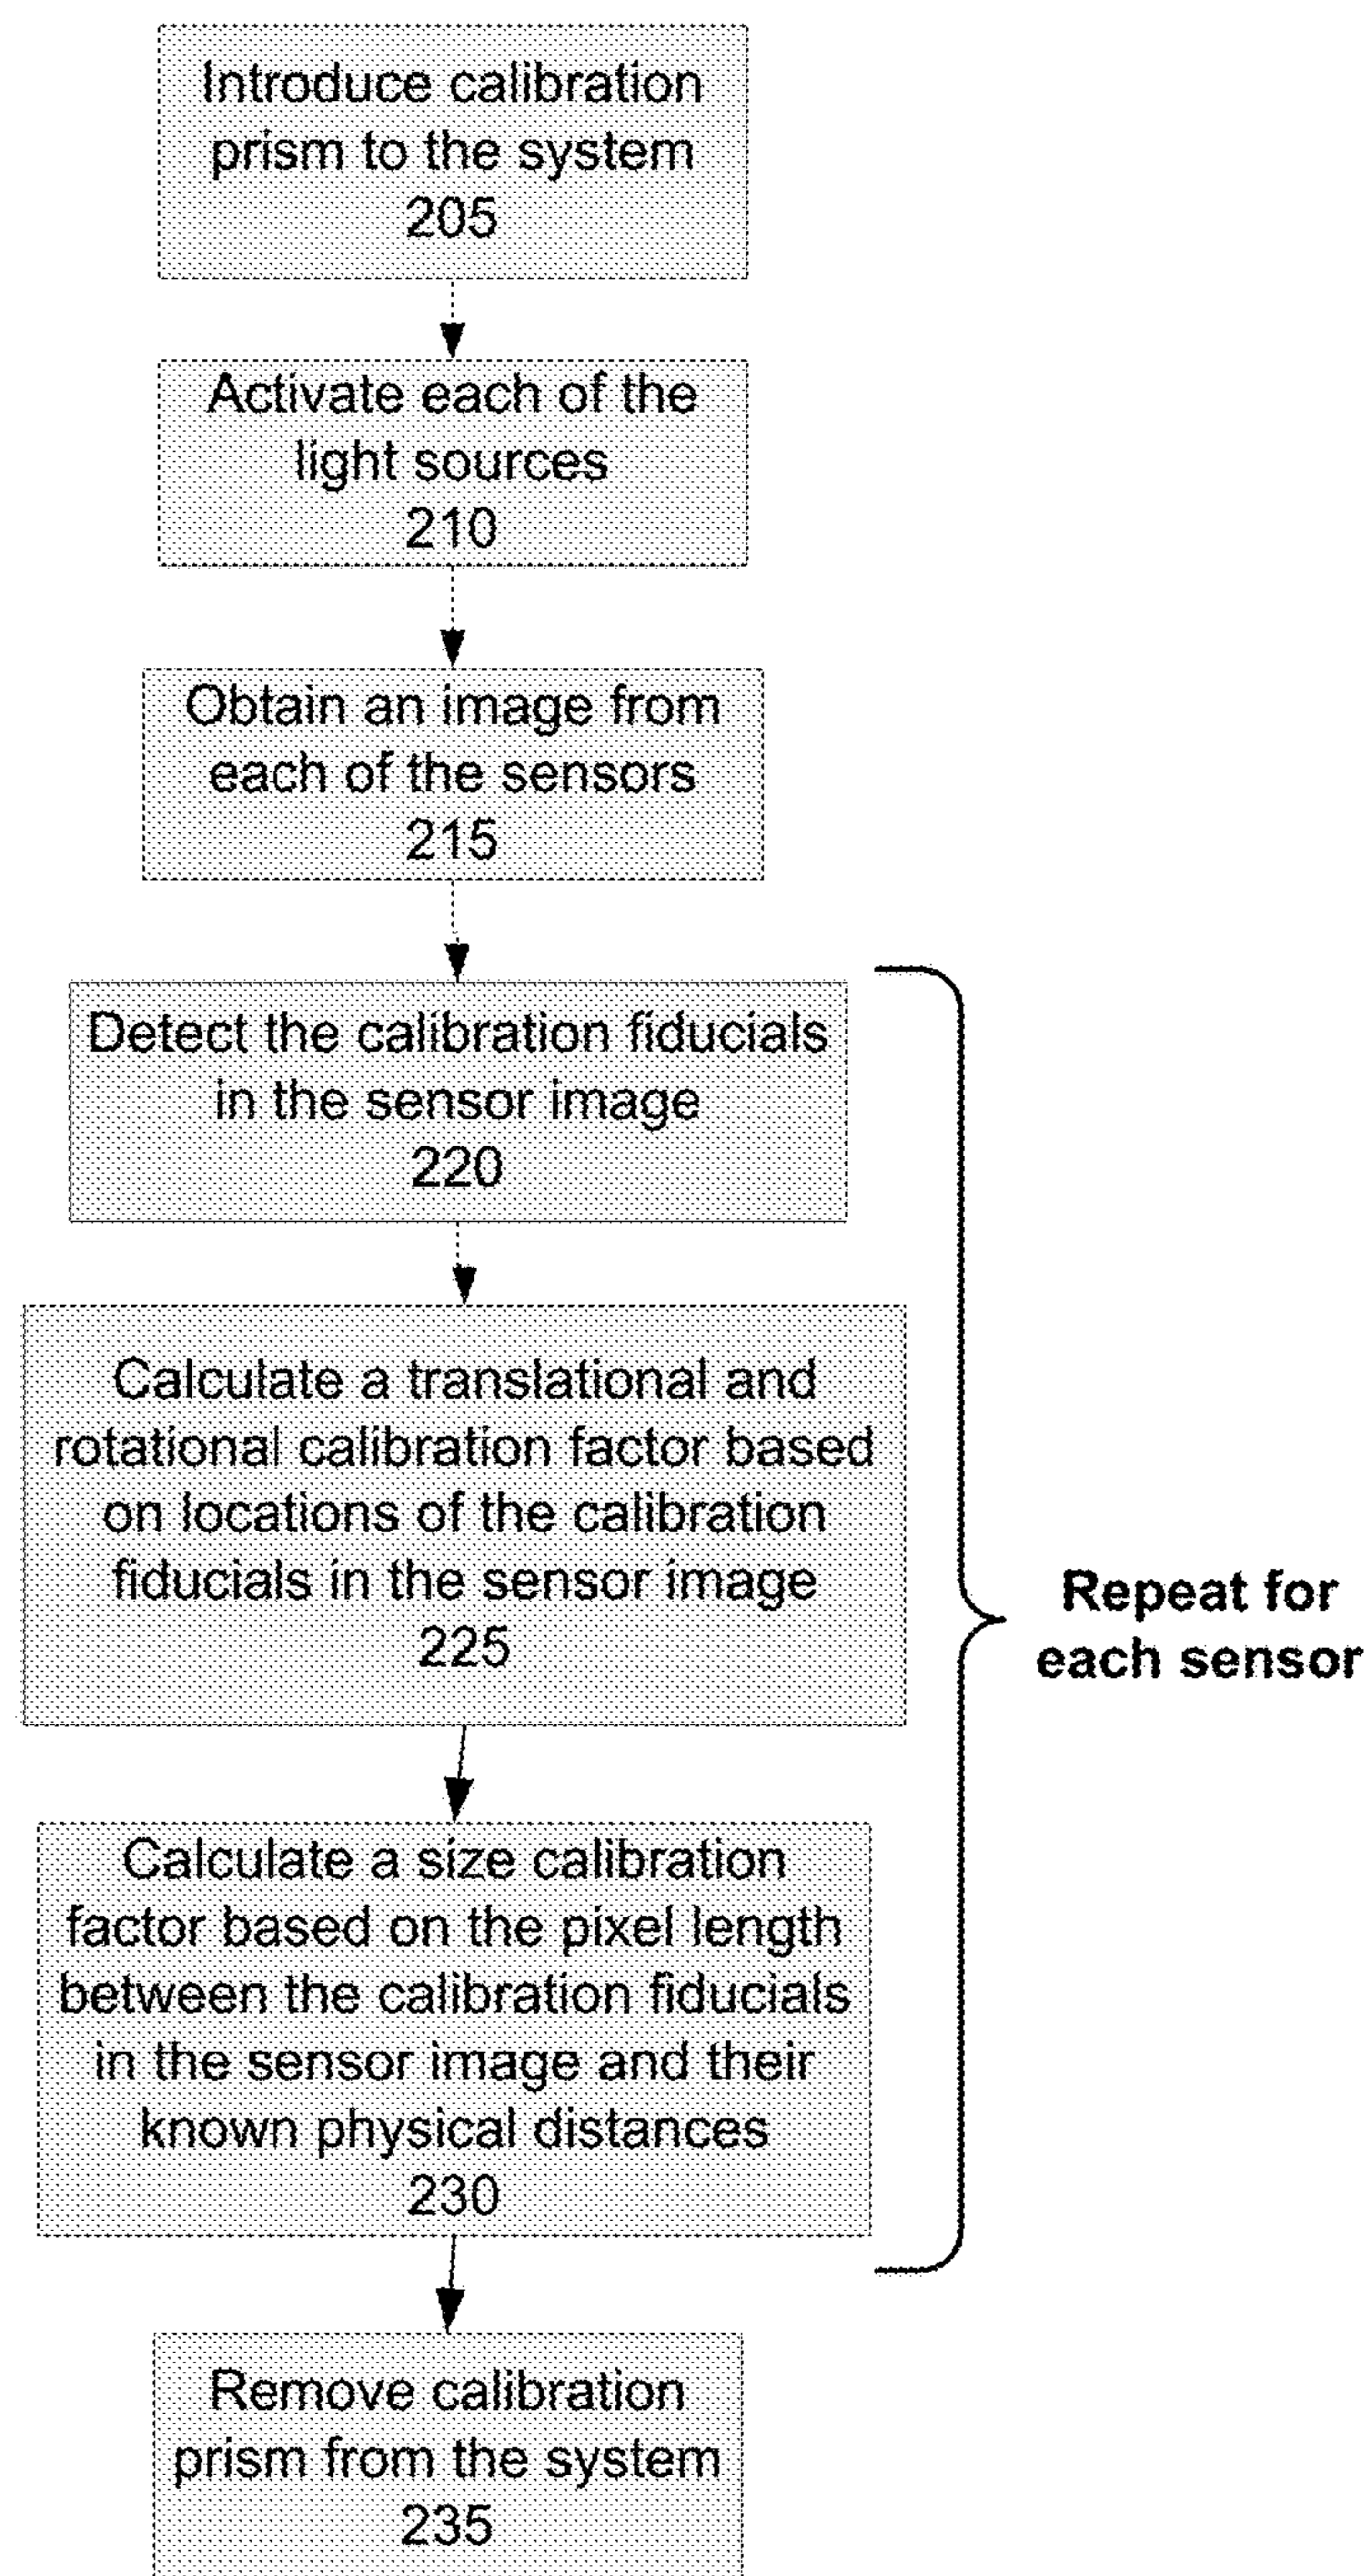 Introduce calibration
prism to the system
205
Activate each of the
light sources
210
Obtain an image from
each of the sensors
215
Detect the calibration fiducials
in the sensor image
220
Calculate a translational and
rotational calibration factor based
on locations of the calibration
fiducials in the sensor image
225
Repeat for
each sensor
Calculate a size calibration
factor based on the pixel length
between the calibration fiducials
in the sensor image and their
known physical distances
230
Remove calibration
prism from the system
235